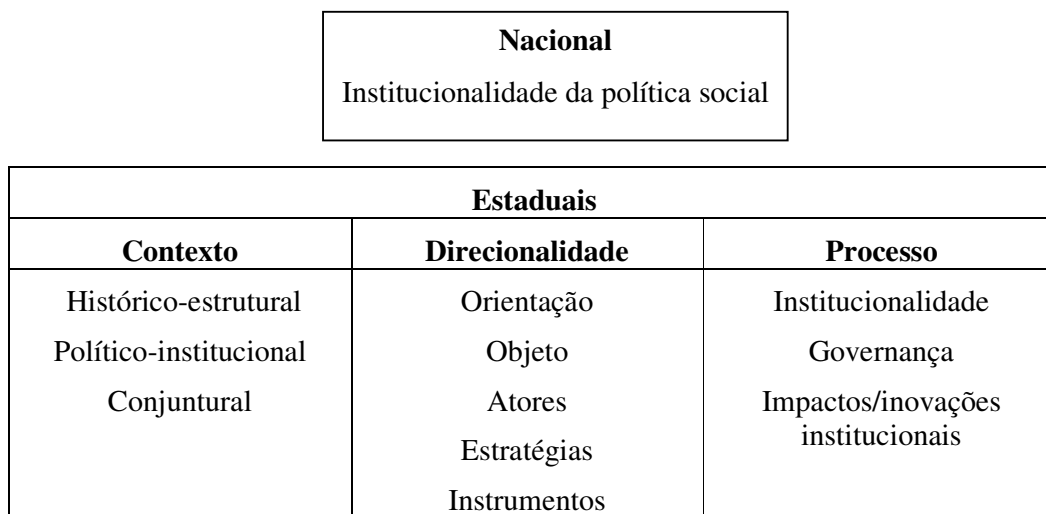 Nacional
Institucionalidade da política social
Estaduais
Contexto
Direcionalidade
Processo
Histórico-estrutural
Orientação
Institucionalidade
Político-institucional
Objeto
Governança
Conjuntural
Atores
Impactos/inovações
institucionais
Estratégias
Instrumentos